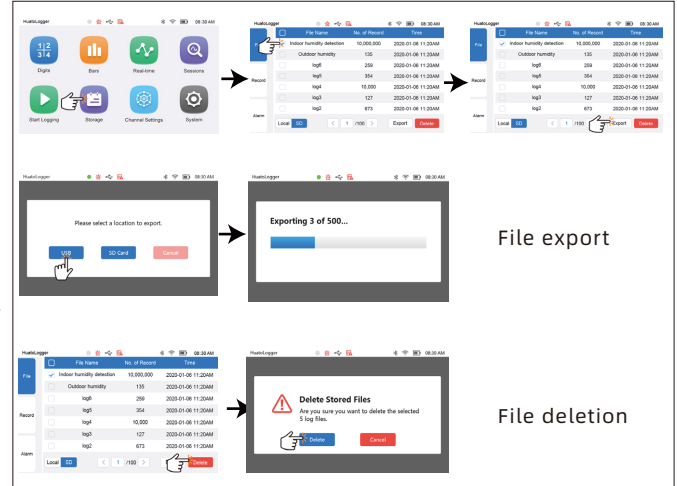 HuatoLogger 08:30 AM
Digits Bars Real-time Sessions
Start Logging Storage Channel Settings System
HuatoLogger 08:30 AM
File Name No. of Record Time
Indoor humidity detection 10,000,000 2020-01-06 11:20AM
Outdoor humidity 135 2020-01-06 11:20AM
log6 259 2020-01-06 11:20AM
Record log5 354 2020-01-06 11:20AM
log4 10,000 2020-01-06 11:20AM
log3 127 2020-01-06 11:20AM
Alarm log2 673 2020-01-06 11:20AM
Local SD < 1 /100 > Export Delete
HuatoLogger 08:30 AM
File Name No. of Record Time
File Indoor humidity detection 10,000,000 2020-01-06 11:20AM
Outdoor humidity 135 2020-01-06 11:20AM
log6 259 2020-01-06 11:20AM
Record log5 354 2020-01-06 11:20AM
log4 10,000 2020-01-06 11:20AM
log3 127 2020-01-06 11:20AM
Alarm log2 673 2020-01-06 11:20AM
Local SD < 1 /100 > Export Delete
HuatoLogger 08:30 AM
Please select a location to export.
USB SD Card Cancel
HuatoLogger 08:30 AM
Exporting 3 of 500...
File export
HuatoLogger 08:30 AM
File Name No. of Record Time
File Indoor humidity detection 10,000,000 2020-01-06 11:20AM
Outdoor humidity 135 2020-01-06 11:20AM
log6 259 2020-01-06 11:20AM
Record log5 354 2020-01-06 11:20AM
log4 10,000 2020-01-06 11:20AM
log3 127 2020-01-06 11:20AM
Alarm log2 673 2020-01-06 11:20AM
Local SD < 1 /100 > Delete
HuatoLogger 08:30 AM
Delete Stored Files
Are you sure you want to delete the selected
5 log files.
Delete Cancel
File deletion